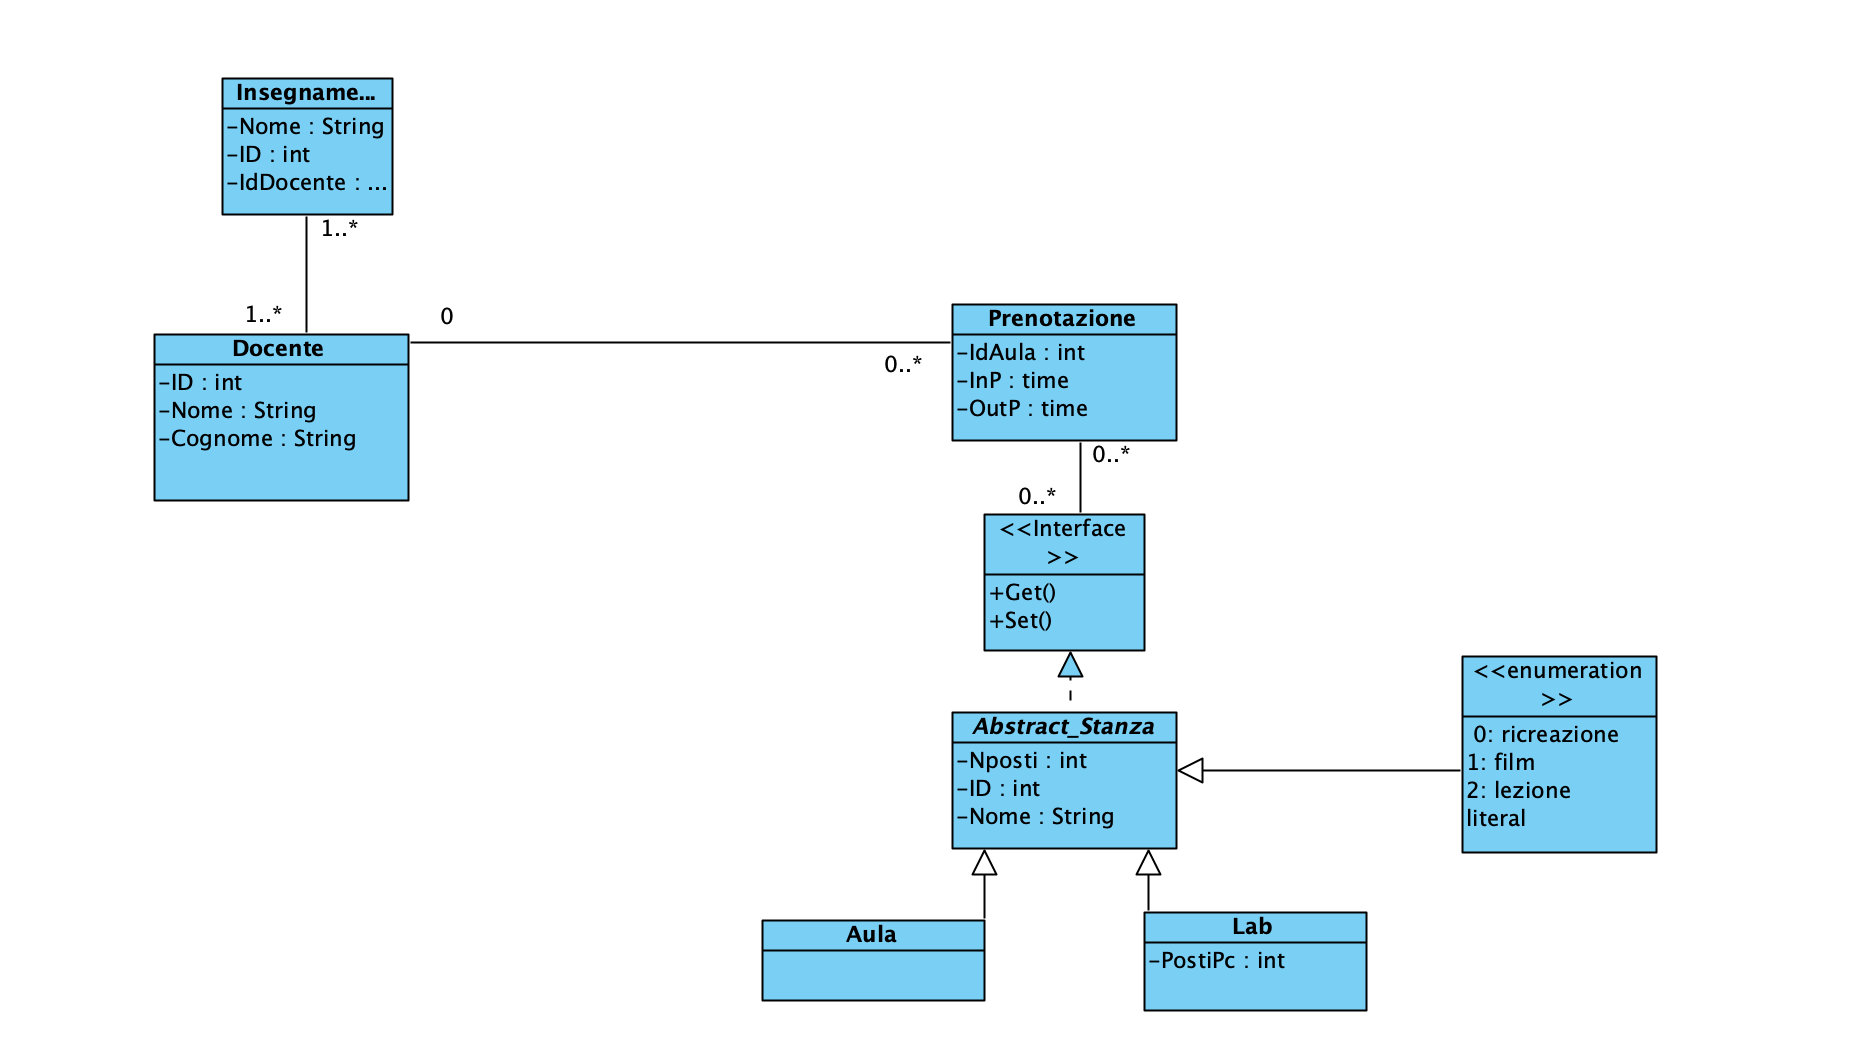 Insegname...
-Nome : String
-ID : int
-IdDocente : ...
1..*
1..*
0
0..*
Docente
-ID : int
-Nome : String
-Cognome : String
Prenotazione
-IdAula : int
-InP : time
-OutP : time
0..*
0..*
<<Interface
>>
+Get()
+Set()
Abstract_Stanza
-Nposti : int
-ID : int
-Nome : String
<<enumeration
>>
0: ricreazione
1: film
2: lezione
literal
Aula
Lab
-PostiPc : int